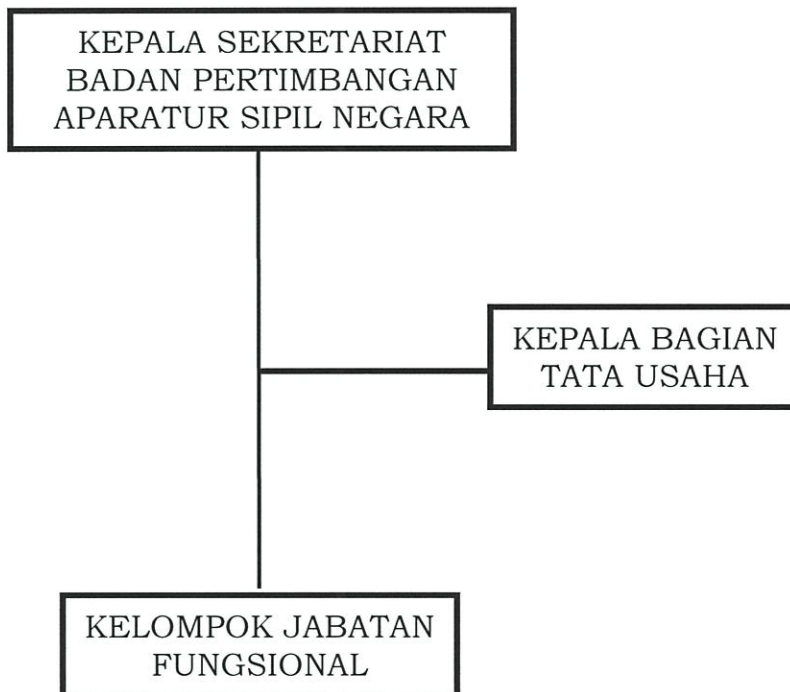 KEPALA SEKRETARIAT
BADAN PERTIMBANGAN
APARATUR SIPIL NEGARA
KEPALA BAGIAN
TATA USAHA
KELOMPOK JABATAN
FUNGSIONAL